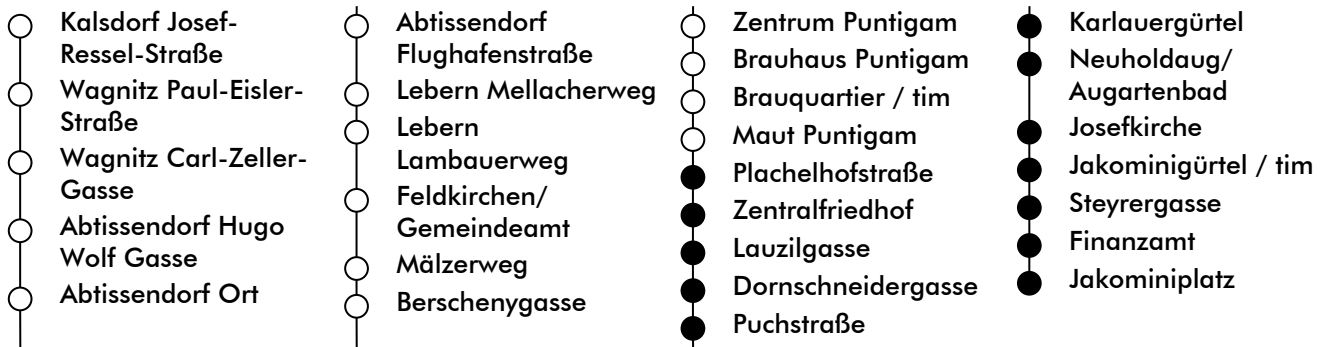 Kalsdorf Josef-
Ressel-Straße
Wagnitz Paul-Eisler-
Straße
Wagnitz Carl-Zeller-
Gasse
Abtissendorf Hugo
Wolf Gasse
Abtissendorf Ort
Abtissendorf
Flughafenstraße
Lebern Mellacherweg
Lebern
Lambauerweg
Feldkirchen/
Gemeindeamt
Mälzerweg
Berschenygasse
Zentrum Puntigam
Brauhaus Puntigam
Brauquartier / tim
Maut Puntigam
Plachelhofstraße
Zentralfriedhof
Lauzilgasse
Dornschneidergasse
Puchstraße
Karlauergürtel
Neuholdaug/
Augartenbad
Josefkirche
Jakominigürtel / tim
Steyrergasse
Finanzamt
Jakominiplatz